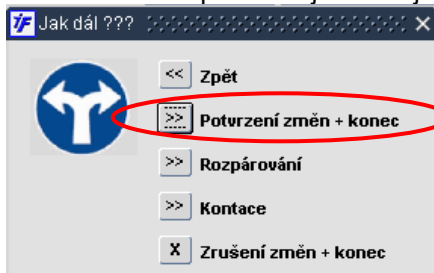 Jak dál ???
<< Zpět
>> Potvrzení změn + konec
>> Rozpárování
>> Kontace
X Zrušení změn + konec